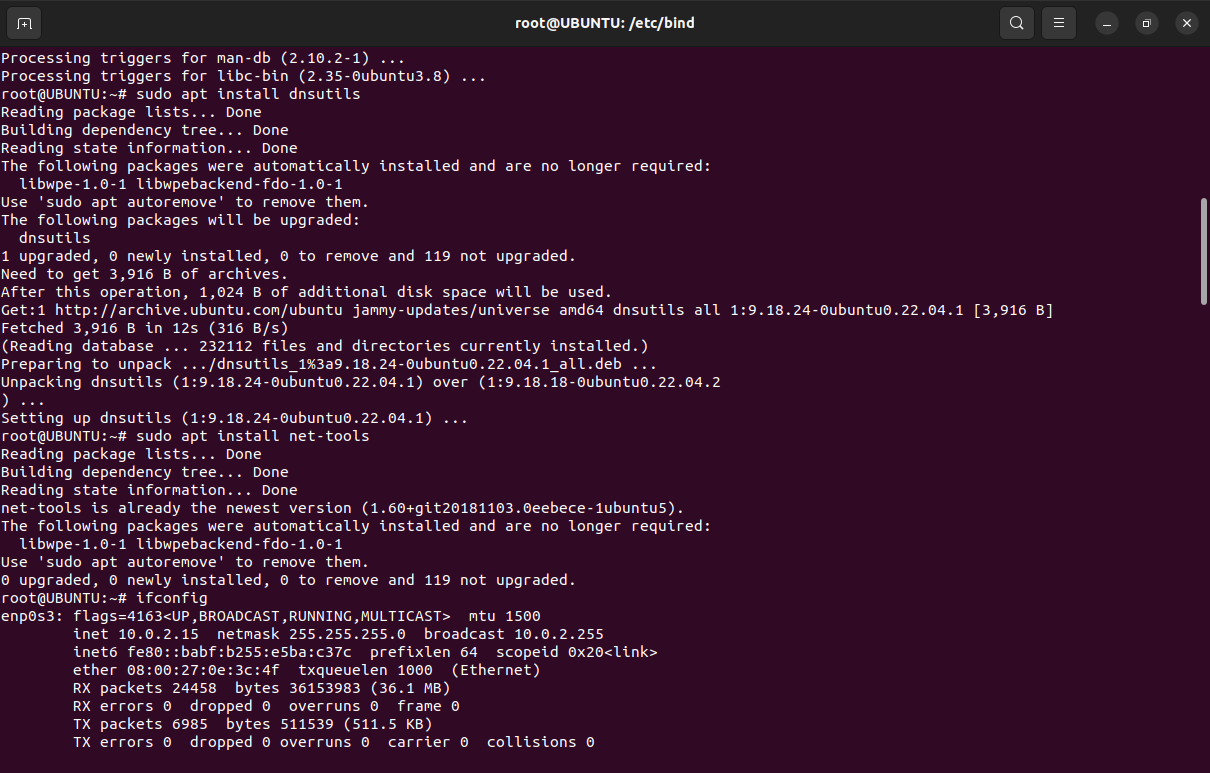 root@UBUNTU: /etc/bind
Processing triggers for man-db (2.10.2-1) ...
Processing triggers for libc-bin (2.35-0ubuntu3.8) ...
root@UBUNTU:~# sudo apt install dnsutils
Reading package lists... Done
Building dependency tree... Done
Reading state information... Done
The following packages were automatically installed and are no longer required:
  libwpe-1.0-1 libwpebackend-fdo-1.0-1
Use 'sudo apt autoremove' to remove them.
The following packages will be upgraded:
  dnsutils
1 upgraded, 0 newly installed, 0 to remove and 119 not upgraded.
Need to get 3,916 B of archives.
After this operation, 1,024 B of additional disk space will be used.
Get:1 http://archive.ubuntu.com/ubuntu jammy-updates/universe amd64 dnsutils all 1:9.18.24-0ubuntu0.22.04.1 [3,916 B]
Fetched 3,916 B in 12s (316 B/s)
(Reading database ... 232112 files and directories currently installed.)
Preparing to unpack .../dnsutils_1%3a9.18.24-0ubuntu0.22.04.1_all.deb ...
Unpacking dnsutils (1:9.18.24-0ubuntu0.22.04.1) over (1:9.18.18-0ubuntu0.22.04.2
) ...
Setting up dnsutils (1:9.18.24-0ubuntu0.22.04.1) ...
root@UBUNTU:~# sudo apt install net-tools
Reading package lists... Done
Building dependency tree... Done
Reading state information... Done
net-tools is already the newest version (1.60+git20181103.0eebece-1ubuntu5).
The following packages were automatically installed and are no longer required:
  libwpe-1.0-1 libwpebackend-fdo-1.0-1
Use 'sudo apt autoremove' to remove them.
0 upgraded, 0 newly installed, 0 to remove and 119 not upgraded.
root@UBUNTU:~# ifconfig
enp0s3: flags=4163<UP,BROADCAST,RUNNING,MULTICAST>  mtu 1500
        inet 10.0.2.15  netmask 255.255.255.0  broadcast 10.0.2.255
        inet6 fe80::babf:b255:e5ba:c37c  prefixlen 64  scopeid 0x20<link>
        ether 08:00:27:0e:3c:4f  txqueuelen 1000  (Ethernet)
        RX packets 24458  bytes 36153983 (36.1 MB)
        RX errors 0  dropped 0  overruns 0  frame 0
        TX packets 6985  bytes 511539 (511.5 KB)
        TX errors 0  dropped 0 overruns 0  carrier 0  collisions 0